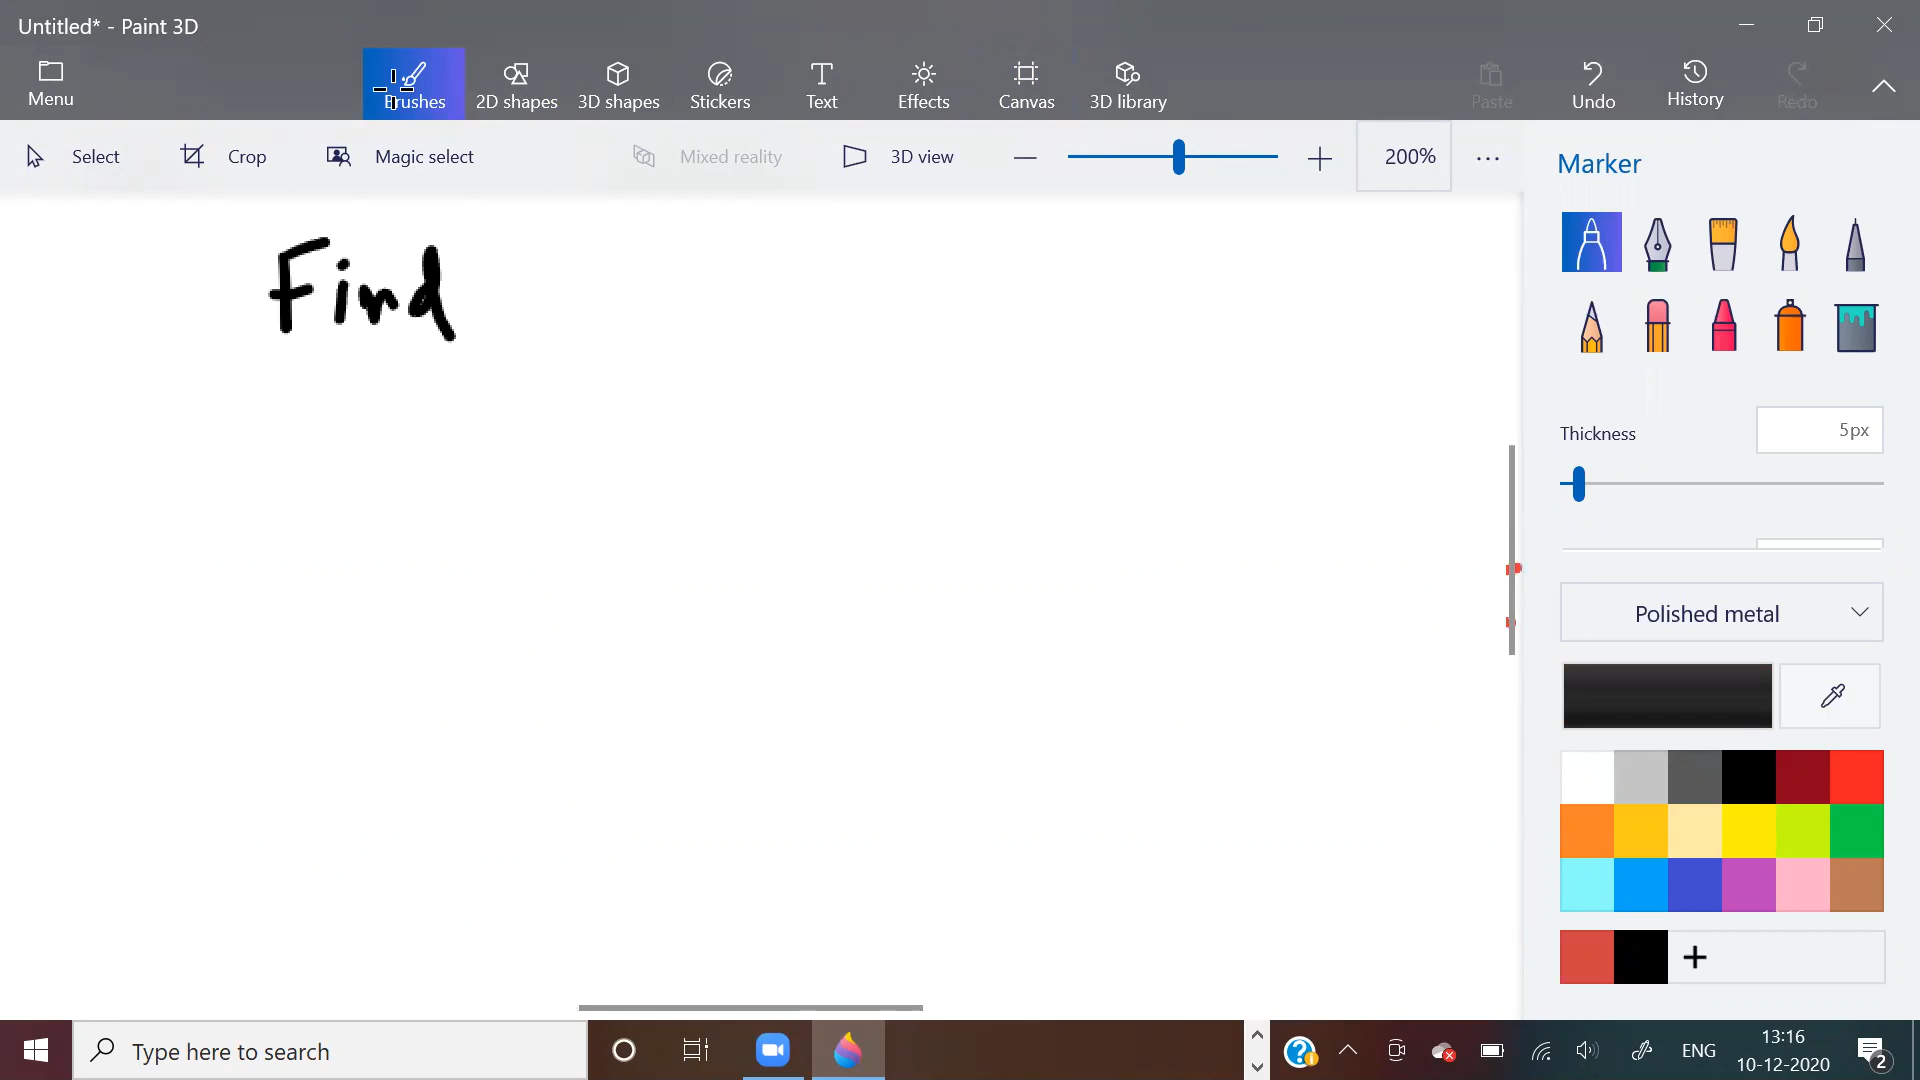 Untitled* - Paint 3D
Menu
Brushes
2D shapes
3D shapes
Stickers
Text
Effects
Canvas
3D library
Paste
Undo
History
Redo
Select
Crop
Magic select
Mixed reality
3D view
200%
Marker
Find
Thickness
5px
Polished metal
Type here to search
ENG
13:16
10-12-2020
2